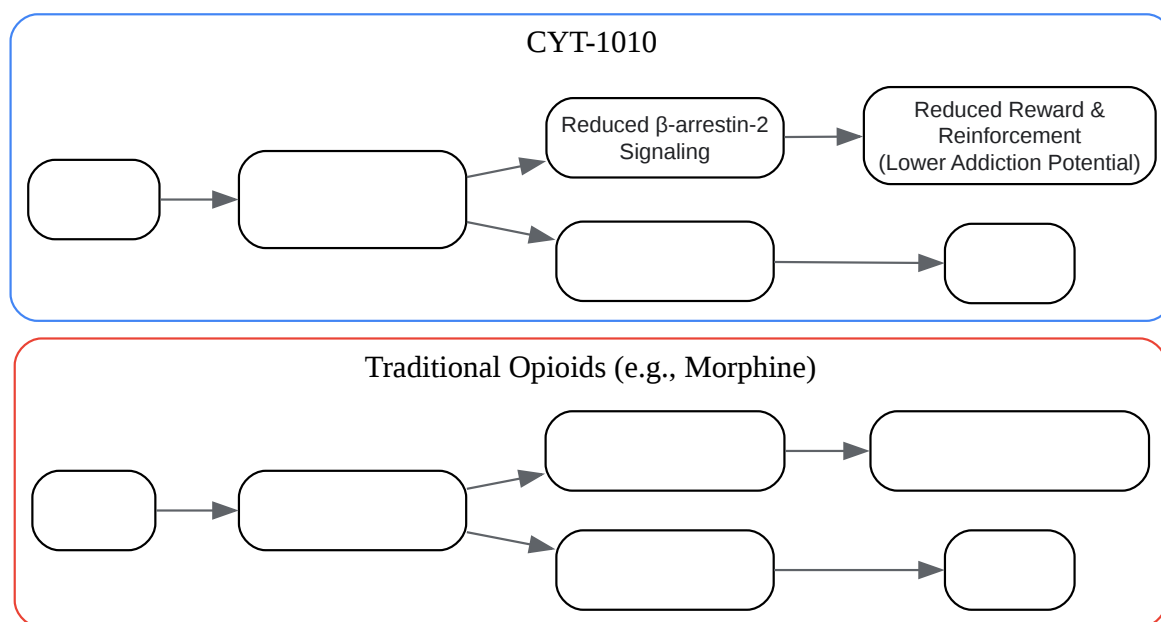 CYT-1010
Reduced β-arrestin-2
Signaling
Reduced Reward &
Reinforcement
(Lower Addiction Potential)
Traditional Opioids (e.g., Morphine)